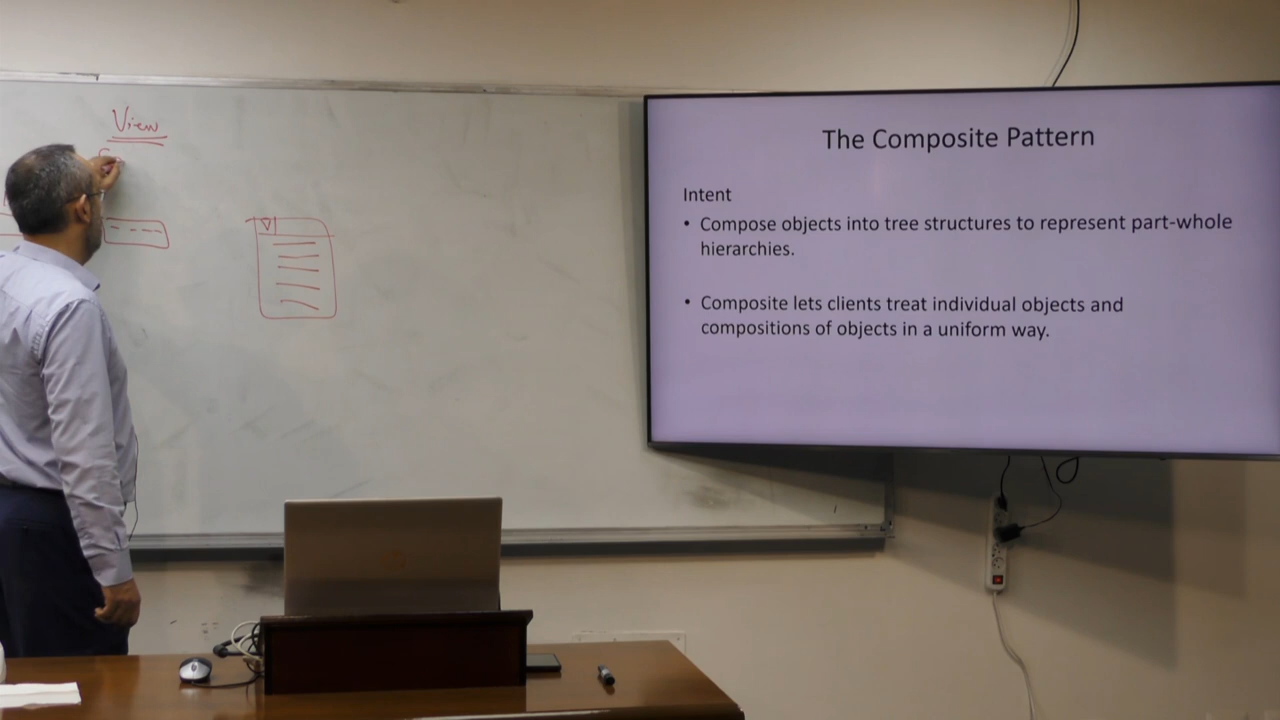 View
The Composite Pattern
Intent
• Compose objects into tree structures to represent part-whole
hierarchies.
• Composite lets clients treat individual objects and
compositions of objects in a uniform way.